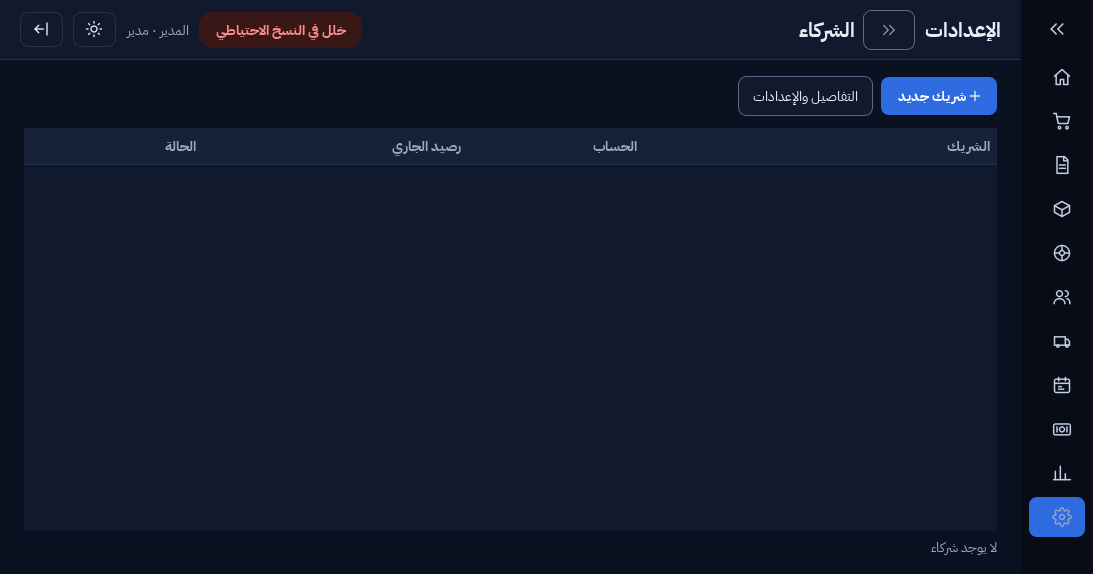 الإعدادات
الشركاء
خلل في النسخ الاحتياطي
المدير · مدير
+ شريك جديد
التفاصيل والإعدادات
الشريك الحساب رصيد الجاري الحالة
لا يوجد شركاء